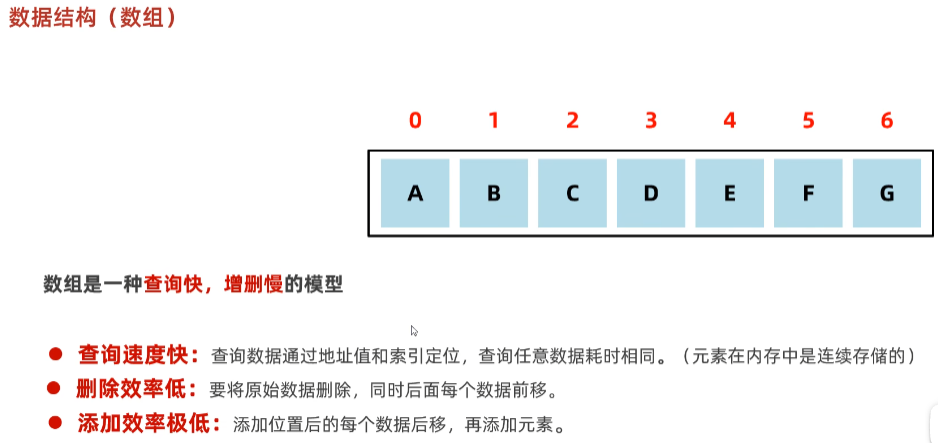 数据结构（数组）
0 1 2 3 4 5 6
A B C D E F G
数组是一种查询快，增删慢的模型
● 查询速度快：查询数据通过地址值和索引定位，查询任意数据耗时相同。（元素在内存中是连续存储的）
● 删除效率低：要将原始数据删除，同时后面每个数据前移。
● 添加效率极低：添加位置后的每个数据后移，再添加元素。